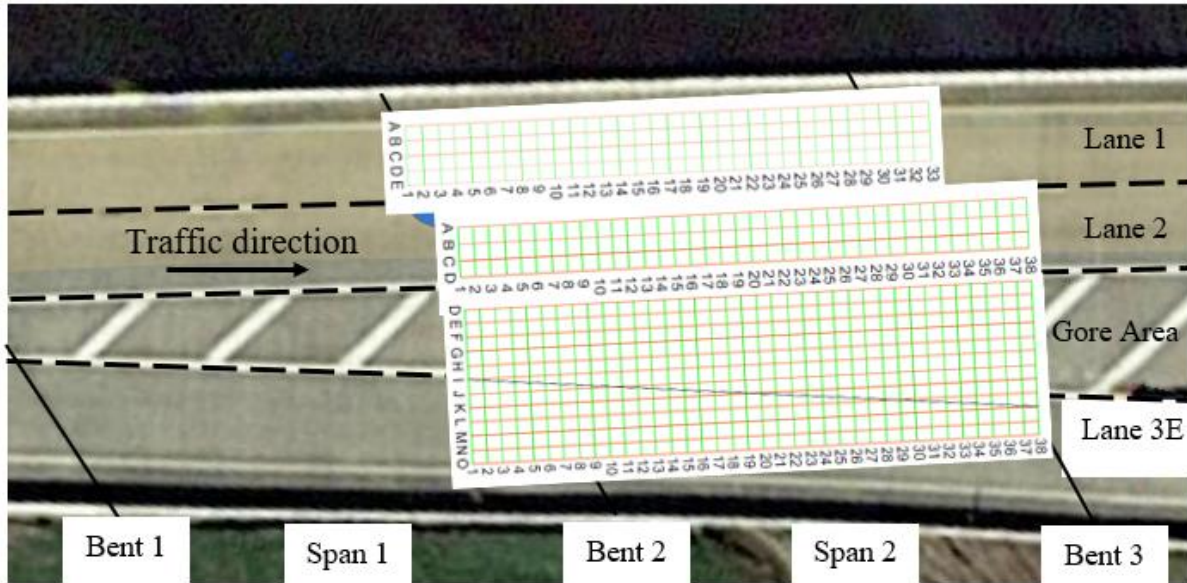 A B C D E
1 2 3 4 5 6 7 8 9 10 11 12 13 14 15 16 17 18 19 20 21 22 23 24 25 26 27 28 29 30 31 32 33
Lane 1
A B C D
1 2 3 4 5 6 7 8 9 10 11 12 13 14 15 16 17 18 19 20 21 22 23 24 25 26 27 28 29 30 31 32 33 34 35 36 37 38
Lane 2
Traffic direction
D E F G H I J K L M N O
1 2 3 4 5 6 7 8 9 10 11 12 13 14 15 16 17 18 19 20 21 22 23 24 25 26 27 28 29 30 31 32 33 34 35 36 37 38
Gore Area
Lane 3E
Bent 1
Span 1
Bent 2
Span 2
Bent 3